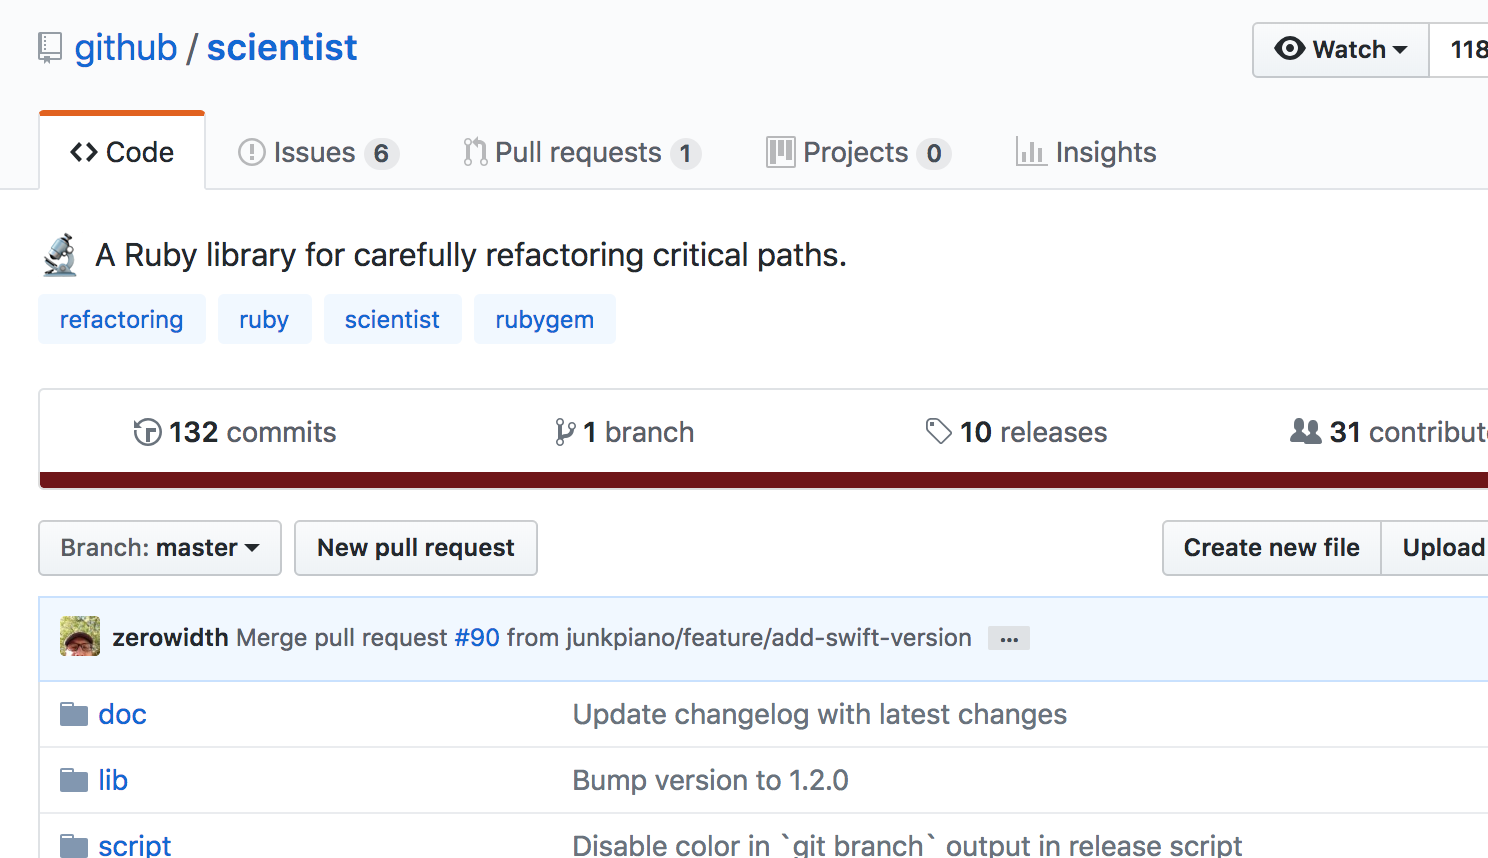 github / scientist
Watch 118
Code Issues 6 Pull requests 1 Projects 0 Insights
A Ruby library for carefully refactoring critical paths.
refactoring ruby scientist rubygem
132 commits 1 branch 10 releases 31 contribut
Branch: master New pull request Create new file Upload
zerowidth Merge pull request #90 from junkpiano/feature/add-swift-version ...
doc Update changelog with latest changes
lib Bump version to 1.2.0
script Disable color in `git branch` output in release script